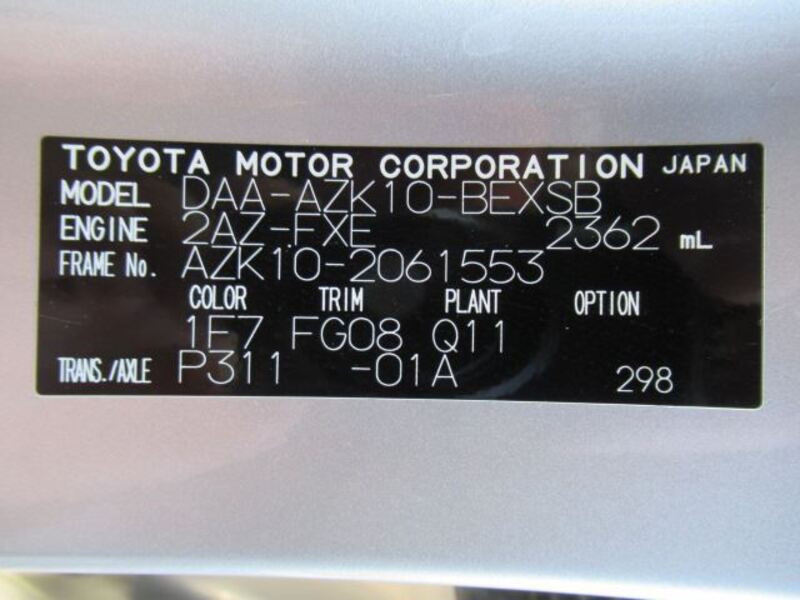 TOYOTA MOTOR CORPORATION JAPAN
MODEL DAA-AZK10-BEXSB
ENGINE 2AZ-FXE 2362 mL
FRAME No. AZK10-2061553
COLOR TRIM PLANT OPTION
1F7 FG08 Q11
TRANS./AXLE P311 -01A 298